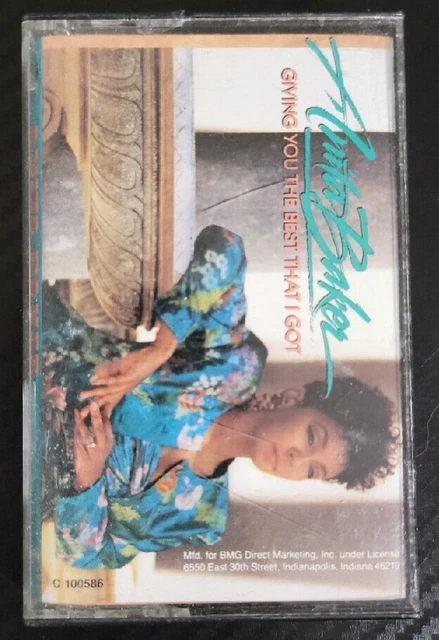 Anita Baker
GIVING YOU THE BEST THAT I GOT
Mfd. for BMG Direct Marketing, Inc. under License
6550 East 30th Street, Indianapolis, Indiana 46219
C 100586